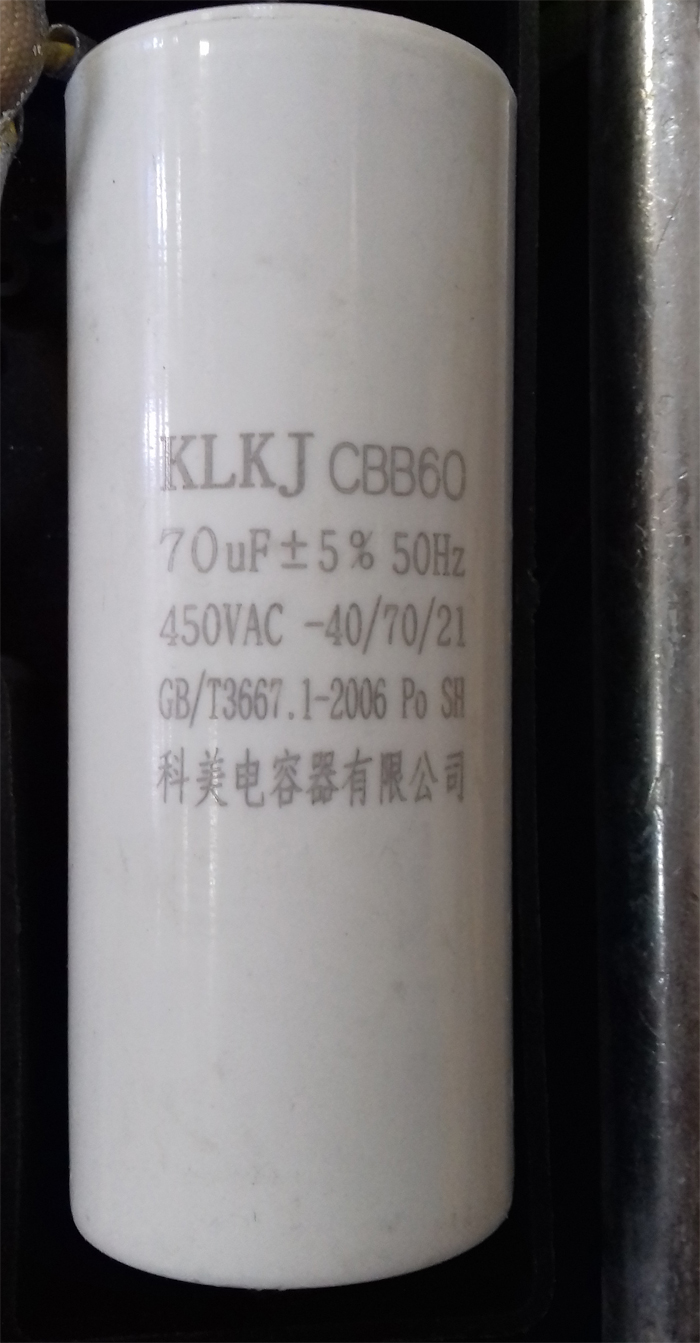 KLKJ CBB60
70uF±5% 50Hz
450VAC -40/70/21
GB/T3667.1-2006 Po SH
科美电容器有限公司